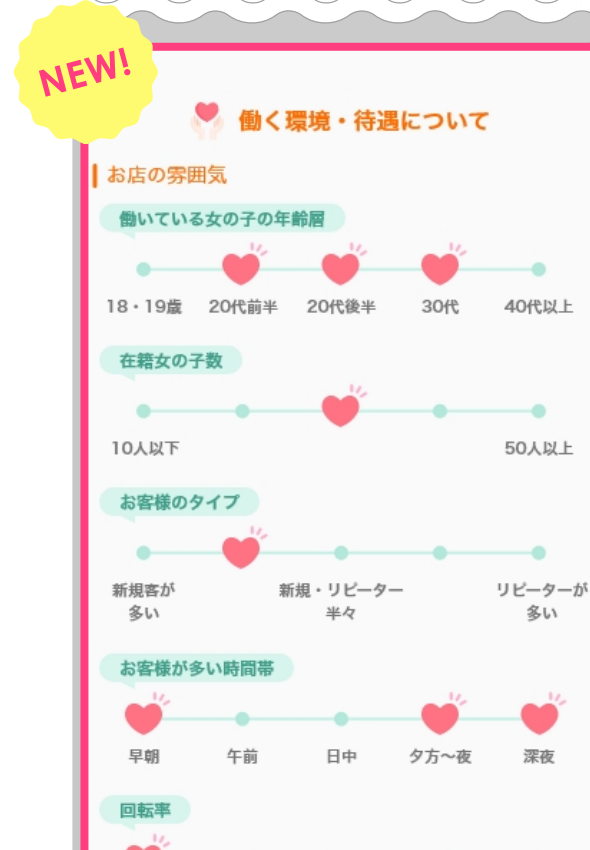 NEW!
働く環境・待遇について
お店の雰囲気
働いている女の子の年齢層
18・19歳 20代前半 20代後半 30代 40代以上
在籍女の子数
10人以下 50人以上
お客様のタイプ
新規客が 新規・リピーター リピーターが
多い 半々 多い
お客様が多い時間帯
早朝 午前 日中 夕方〜夜 深夜
回転率